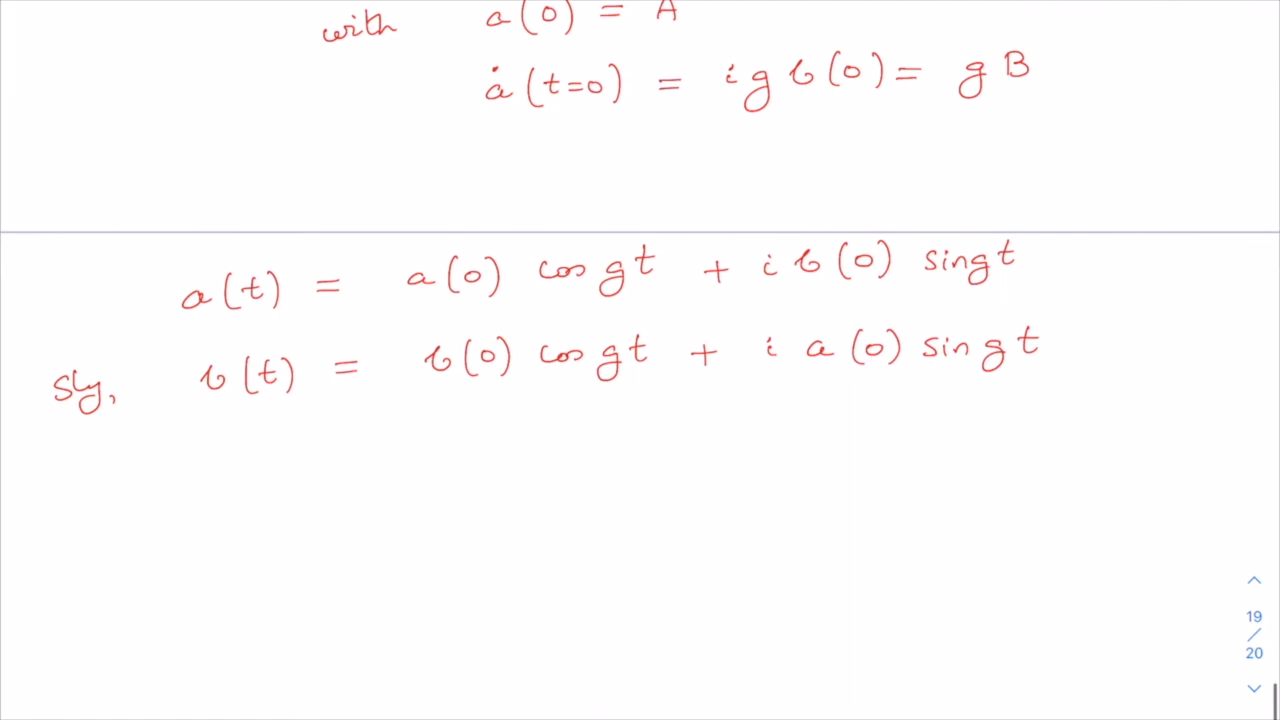 with a(0) = A
ȧ(t=0) = i g b(0) = g B
a(t) = a(0) cos gt + i b(0) sin gt
Sly, b(t) = b(0) cos gt + i a(0) sin gt
19
/
20